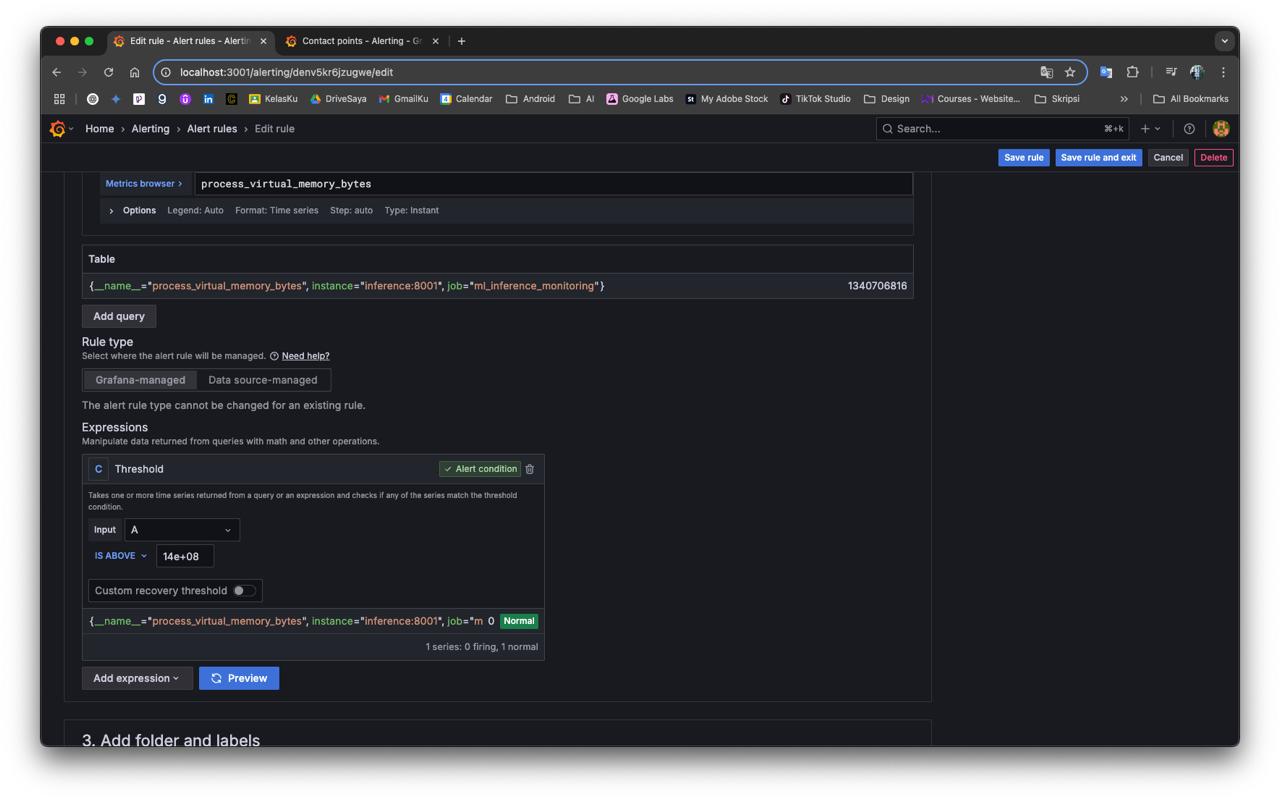 Edit rule - Alert rules - Alertin
Contact points - Alerting - Gr
localhost:3001/alerting/denv5kr6jzugwe/edit
KelasKu DriveSaya GmailKu Calendar Android AI Google Labs My Adobe Stock TikTok Studio Design Courses - Website... Skripsi » All Bookmarks
Home › Alerting › Alert rules › Edit rule
Search... ⌘+k
Save rule Save rule and exit Cancel Delete
Metrics browser > process_virtual_memory_bytes
Options Legend: Auto Format: Time series Step: auto Type: Instant
Table
{__name__="process_virtual_memory_bytes", instance="inference:8001", job="ml_inference_monitoring"} 1340706816
Add query
Rule type
Select where the alert rule will be managed. Need help?
Grafana-managed Data source-managed
The alert rule type cannot be changed for an existing rule.
Expressions
Manipulate data returned from queries with math and other operations.
C Threshold Alert condition
Takes one or more time series returned from a query or an expression and checks if any of the series match the threshold
condition.
Input A
IS ABOVE 14e+08
Custom recovery threshold
{__name__="process_virtual_memory_bytes", instance="inference:8001", job="m 0 Normal
1 series: 0 firing, 1 normal
Add expression Preview
3. Add folder and labels